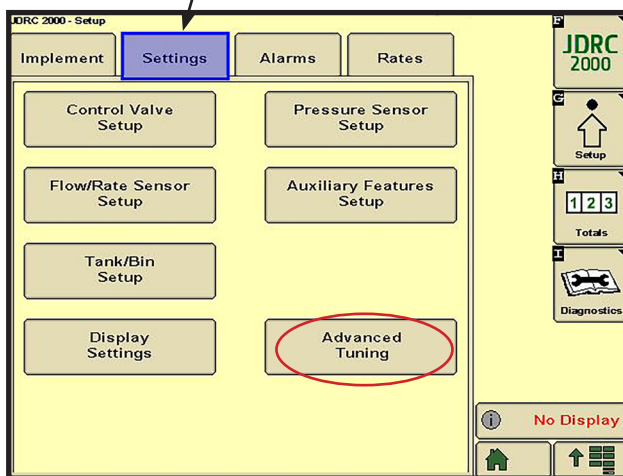 JDRC 2000 - Setup
Implement
Settings
Alarms
Rates
Control Valve
Setup
Pressure Sensor
Setup
Flow/Rate Sensor
Setup
Auxiliary Features
Setup
Tank/Bin
Setup
Display
Settings
Advanced
Tuning
F
JDRC
2000
G
Setup
H
1 2 3
Totals
I
Diagnostics
No Display